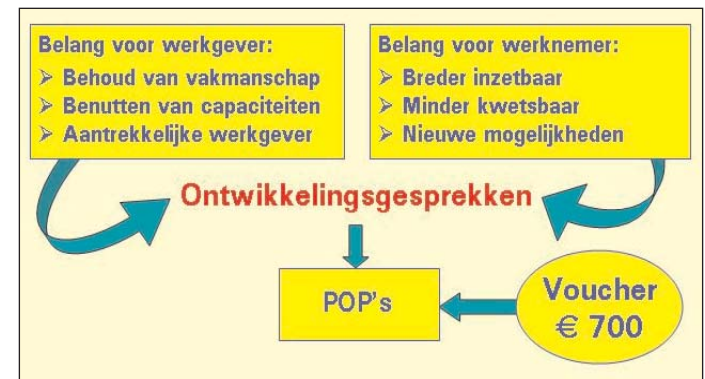 Belang voor werkgever:
➢ Behoud van vakmanschap
➢ Benutten van capaciteiten
➢ Aantrekkelijke werkgever
Belang voor werknemer:
➢ Breder inzetbaar
➢ Minder kwetsbaar
➢ Nieuwe mogelijkheden
Ontwikkelingsgesprekken
POP's
Voucher
€ 700